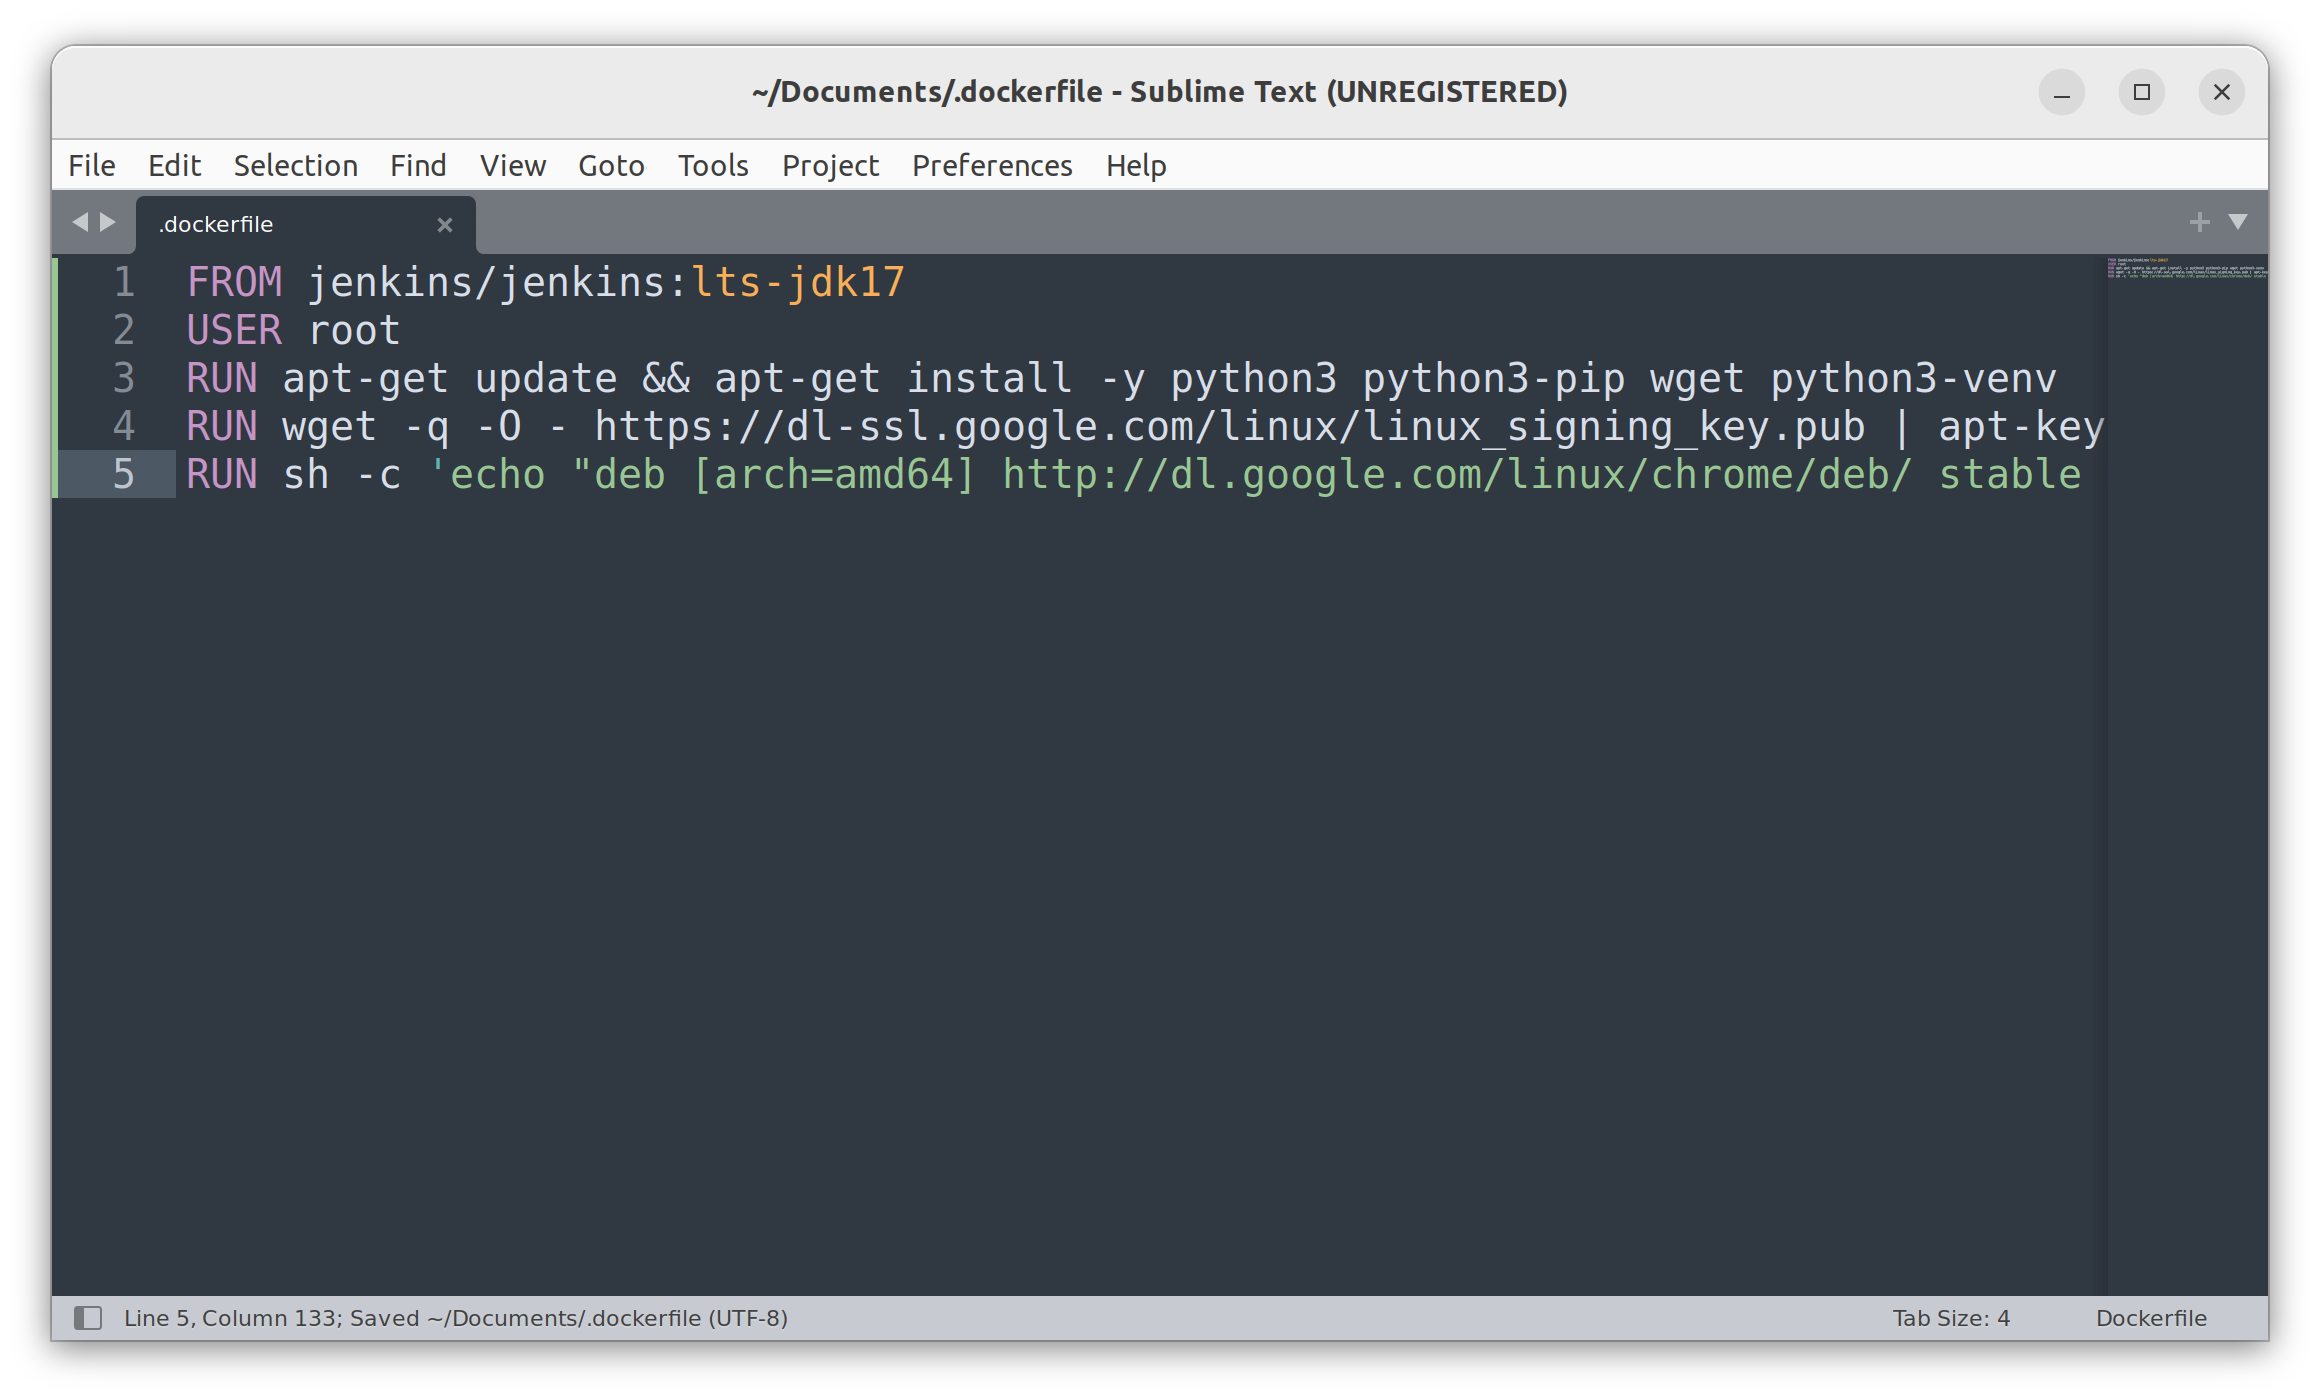 ~/Documents/.dockerfile - Sublime Text (UNREGISTERED)
File Edit Selection Find View Goto Tools Project Preferences Help
.dockerfile
1 FROM jenkins/jenkins:lts-jdk17
2 USER root
3 RUN apt-get update && apt-get install -y python3 python3-pip wget python3-venv
4 RUN wget -q -O - https://dl-ssl.google.com/linux/linux_signing_key.pub | apt-key
5 RUN sh -c 'echo "deb [arch=amd64] http://dl.google.com/linux/chrome/deb/ stable
Line 5, Column 133; Saved ~/Documents/.dockerfile (UTF-8) Tab Size: 4 Dockerfile